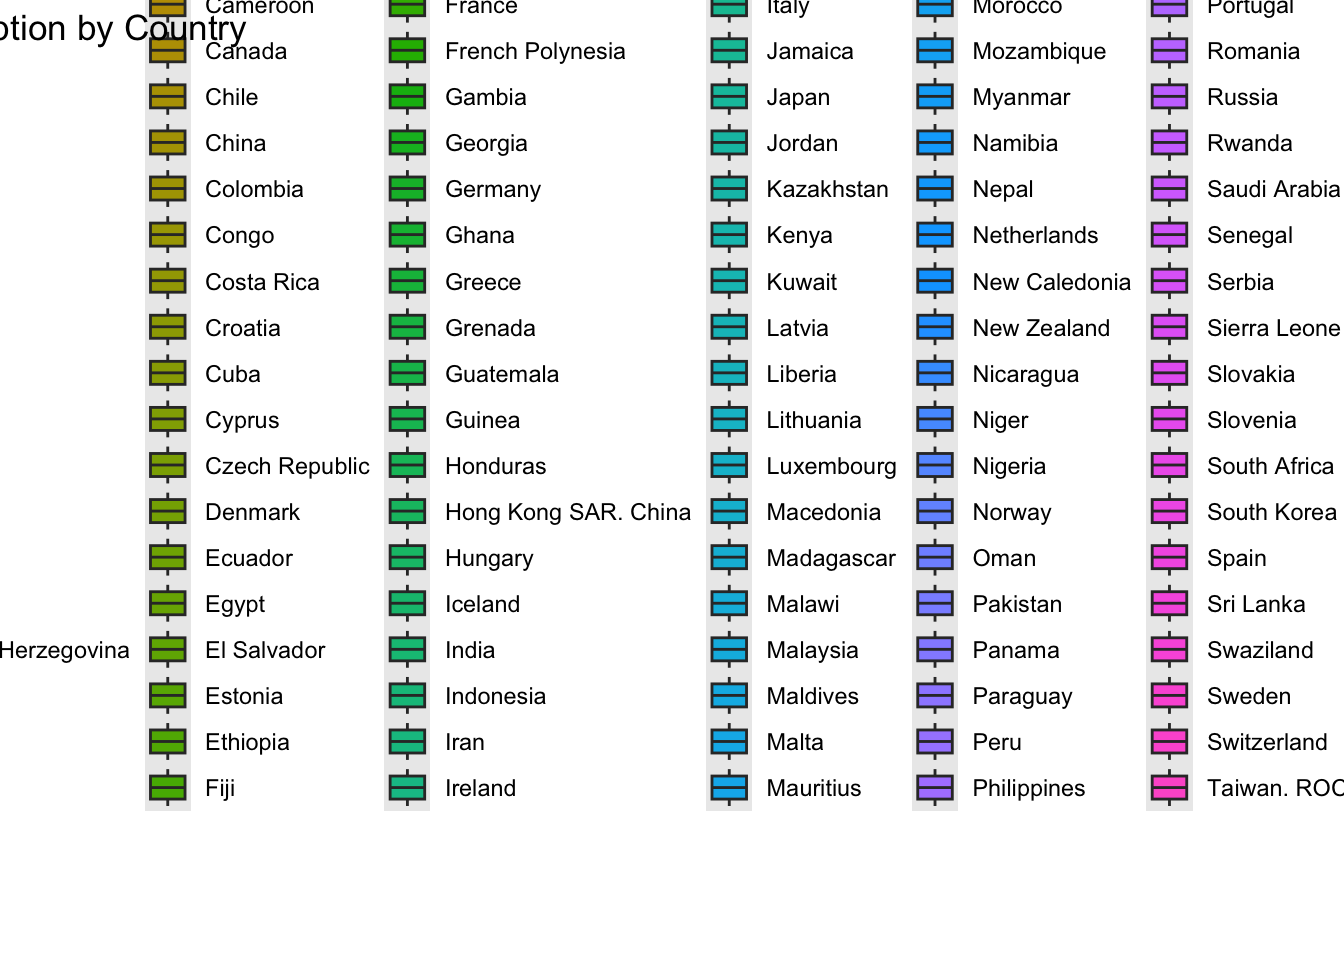 Cameroon
Canada
Chile
China
Colombia
Congo
Costa Rica
Croatia
Cuba
Cyprus
Czech Republic
Denmark
Ecuador
Egypt
El Salvador
Estonia
Ethiopia
Fiji
France
French Polynesia
Gambia
Georgia
Germany
Ghana
Greece
Grenada
Guatemala
Guinea
Honduras
Hong Kong SAR. China
Hungary
Iceland
India
Indonesia
Iran
Ireland
Italy
Jamaica
Japan
Jordan
Kazakhstan
Kenya
Kuwait
Latvia
Liberia
Lithuania
Luxembourg
Macedonia
Madagascar
Malawi
Malaysia
Maldives
Malta
Mauritius
Morocco
Mozambique
Myanmar
Namibia
Nepal
Netherlands
New Caledonia
New Zealand
Nicaragua
Niger
Nigeria
Norway
Oman
Pakistan
Panama
Paraguay
Peru
Philippines
Portugal
Romania
Russia
Rwanda
Saudi Arabia
Senegal
Serbia
Sierra Leone
Slovakia
Slovenia
South Africa
South Korea
Spain
Sri Lanka
Swaziland
Sweden
Switzerland
Taiwan. ROC
by Country
Herzegovina